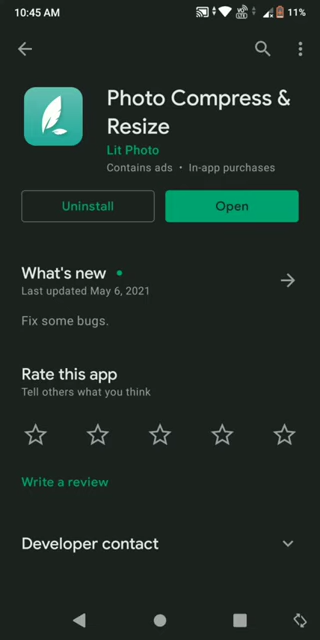 10:45 AM
11%
Photo Compress &
Resize
Lit Photo
Contains ads • In-app purchases
Uninstall
Open
What's new
Last updated May 6, 2021
Fix some bugs.
Rate this app
Tell others what you think
Write a review
Developer contact